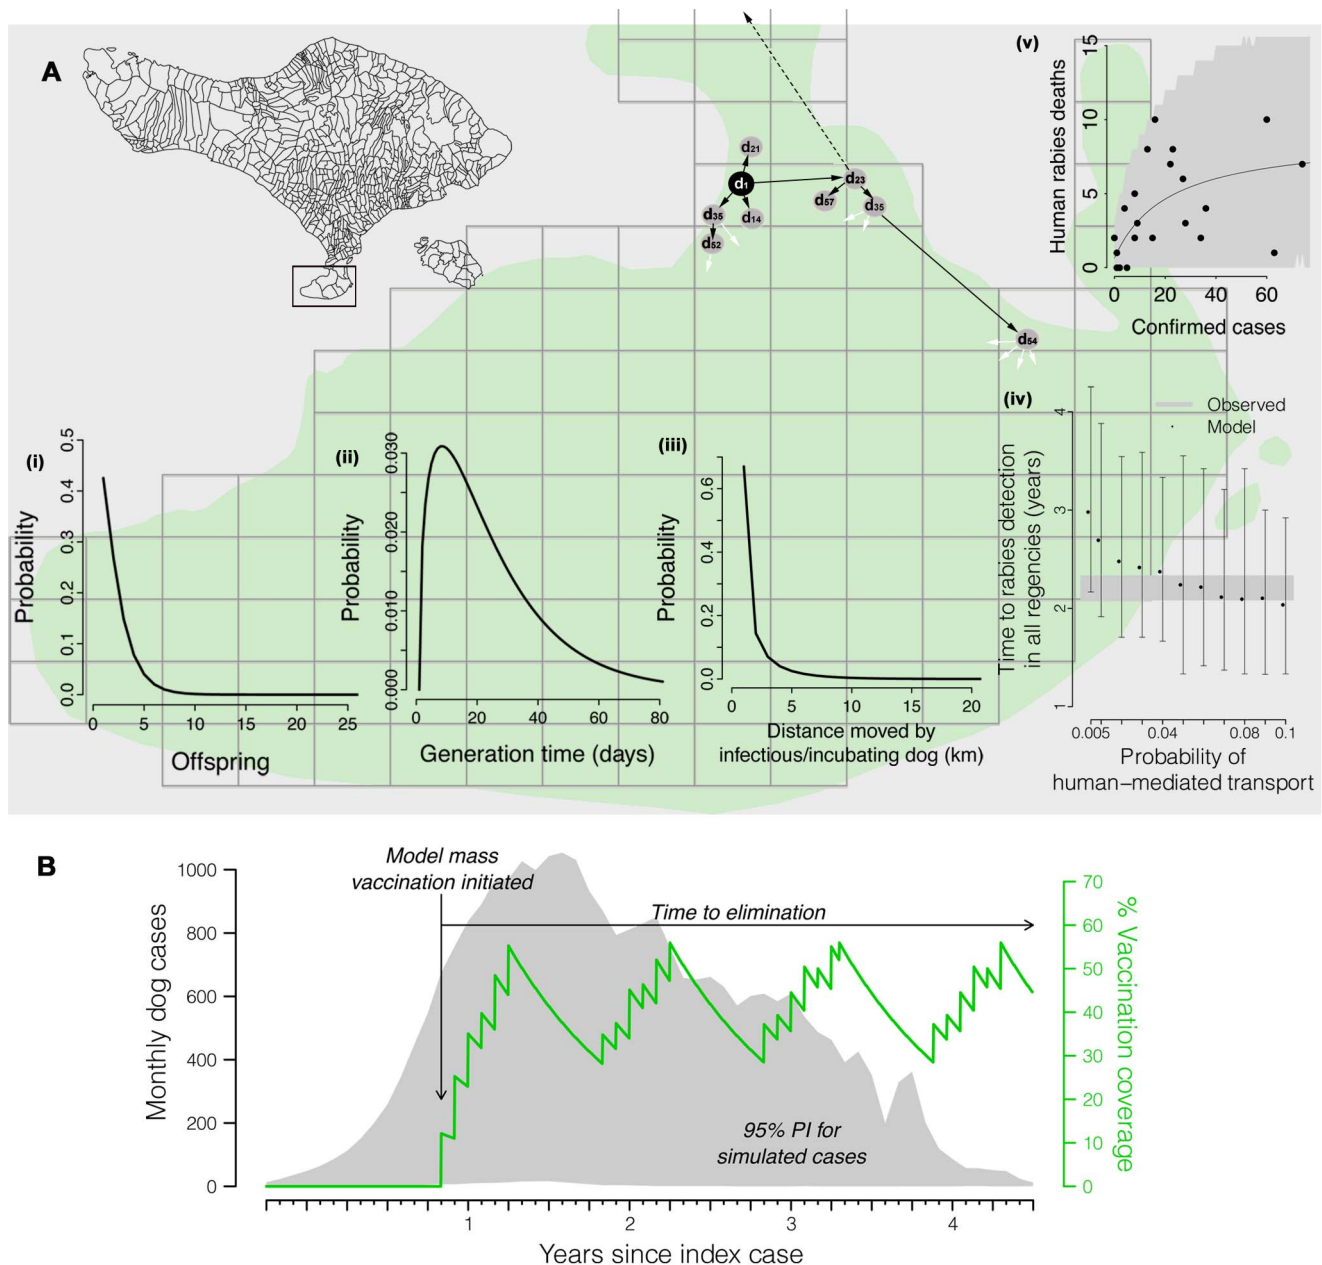 A
d21
d1
d23
d35
d14
d57
d35
d52
d54
(v)
Human rabies deaths
15
10
5
0
0 20 40 60
Confirmed cases
(i)
Probability
0.5
0.4
0.3
0.2
0.1
0.0
0 5 10 15 20 25
Offspring
(ii)
Probability
0.030
0.020
0.010
0.000
0 20 40 60 80
Generation time (days)
(iii)
Probability
0.6
0.4
0.2
0.0
0 5 10 15 20
Distance moved by
infectious/incubating dog (km)
(iv)
Observed
Model
Time to rabies detection
in all regencies (years)
4
3
2
1
0.005 0.04 0.08 0.1
Probability of
human−mediated transport
B
Model mass
vaccination initiated
Time to elimination
95% PI for
simulated cases
Monthly dog cases
1000
800
600
400
200
0
70
60
50
40
30
20
10
0
% Vaccination coverage
1 2 3 4
Years since index case